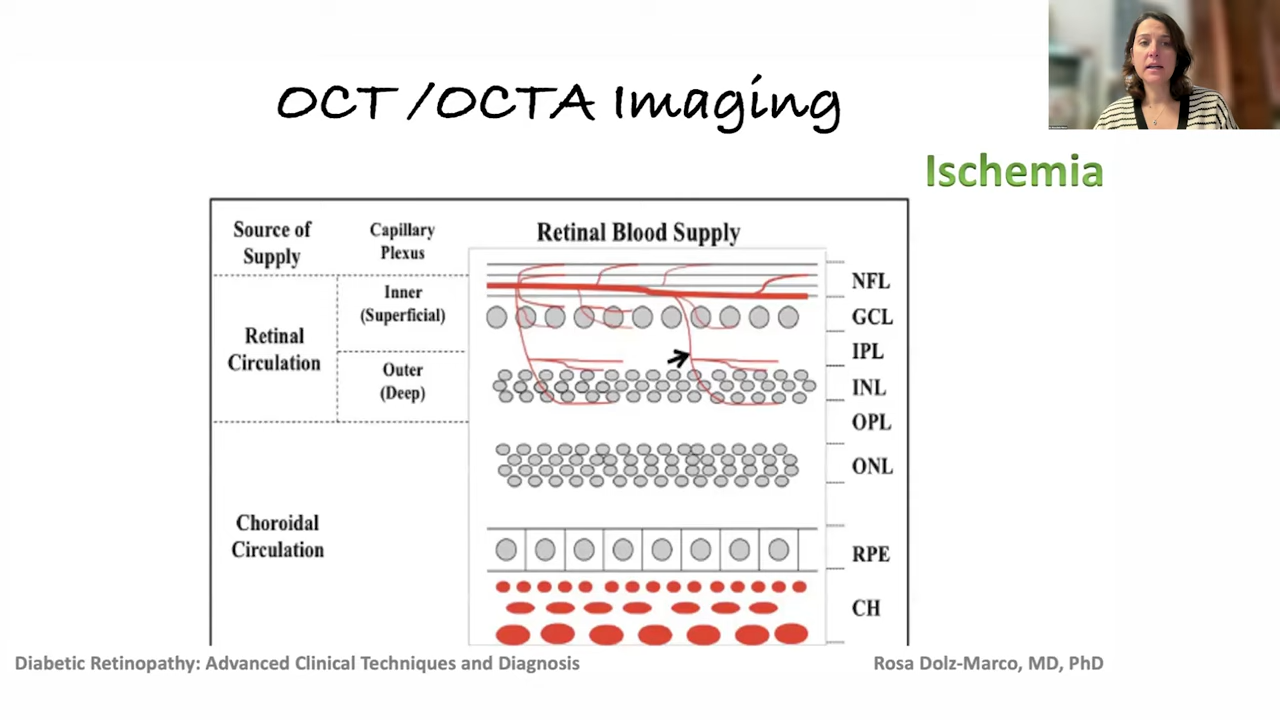 OCT /OCTA Imaging
Ischemia
Source of
Supply
Capillary
Plexus
Retinal Blood Supply
Inner
(Superficial)
Retinal
Circulation
Outer
(Deep)
Choroidal
Circulation
NFL
GCL
IPL
INL
OPL
ONL
RPE
CH
Diabetic Retinopathy: Advanced Clinical Techniques and Diagnosis
Rosa Dolz-Marco, MD, PhD